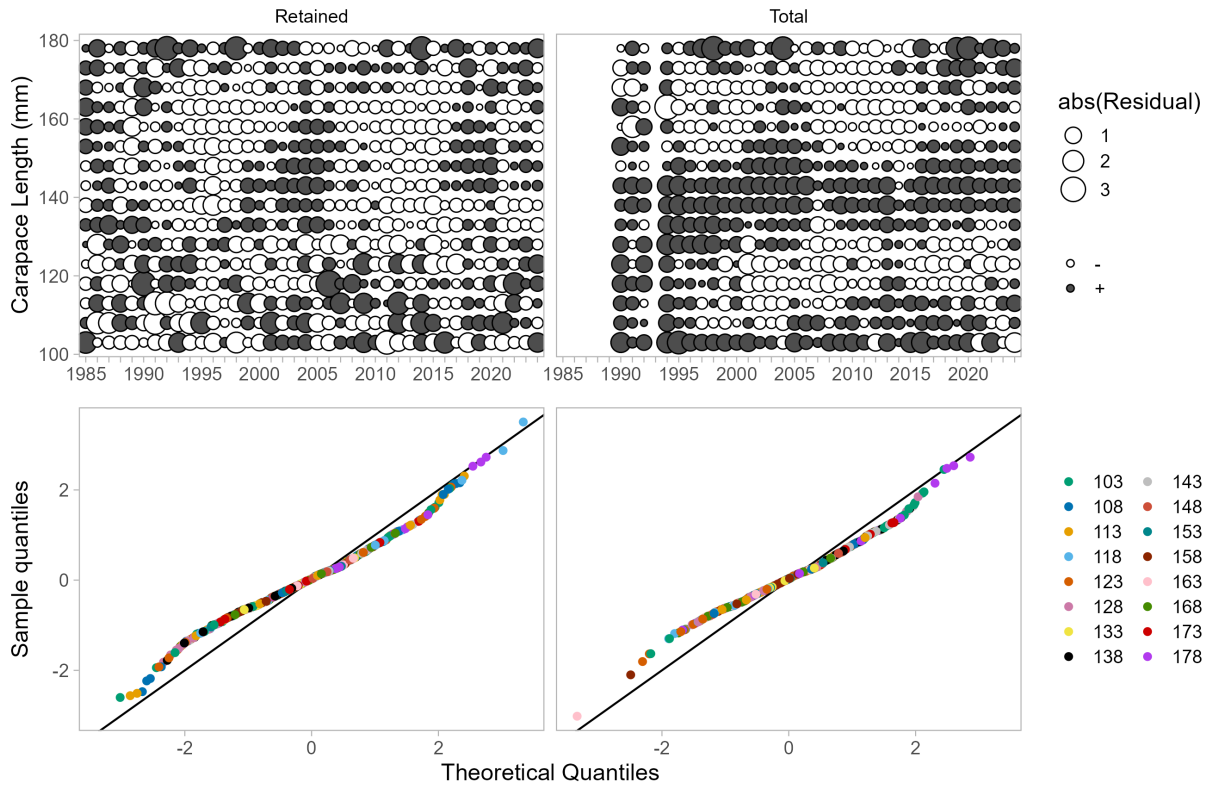 Retained
Total
Carapace Length (mm)
180
160
140
120
100
1985 1990 1995 2000 2005 2010 2015 2020
1985 1990 1995 2000 2005 2010 2015 2020
abs(Residual)
1
2
3
-
+
Sample quantiles
2
0
-2
-2 0 2
-2 0 2
Theoretical Quantiles
103 143
108 148
113 153
118 158
123 163
128 168
133 173
138 178